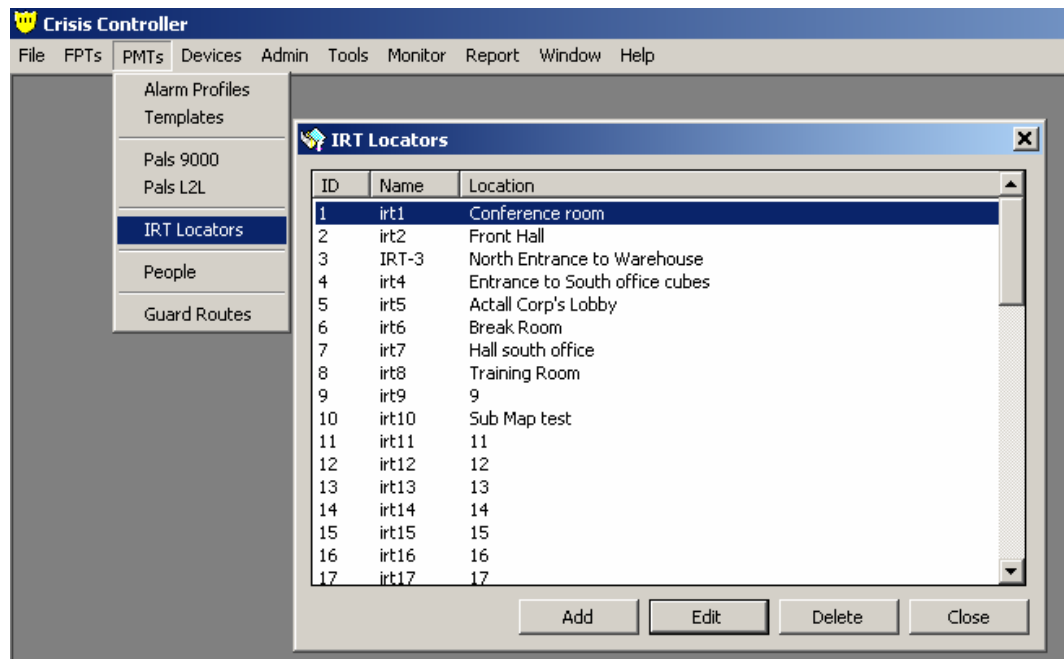 Crisis Controller
File FPTs PMTs Devices Admin Tools Monitor Report Window Help
Alarm Profiles
Templates
Pals 9000
Pals L2L
IRT Locators
People
Guard Routes
IRT Locators
ID Name Location
1 irt1 Conference room
2 irt2 Front Hall
3 IRT-3 North Entrance to Warehouse
4 irt4 Entrance to South office cubes
5 irt5 Actall Corp's Lobby
6 irt6 Break Room
7 irt7 Hall south office
8 irt8 Training Room
9 irt9 9
10 irt10 Sub Map test
11 irt11 11
12 irt12 12
13 irt13 13
14 irt14 14
15 irt15 15
16 irt16 16
17 irt17 17
Add Edit Delete Close